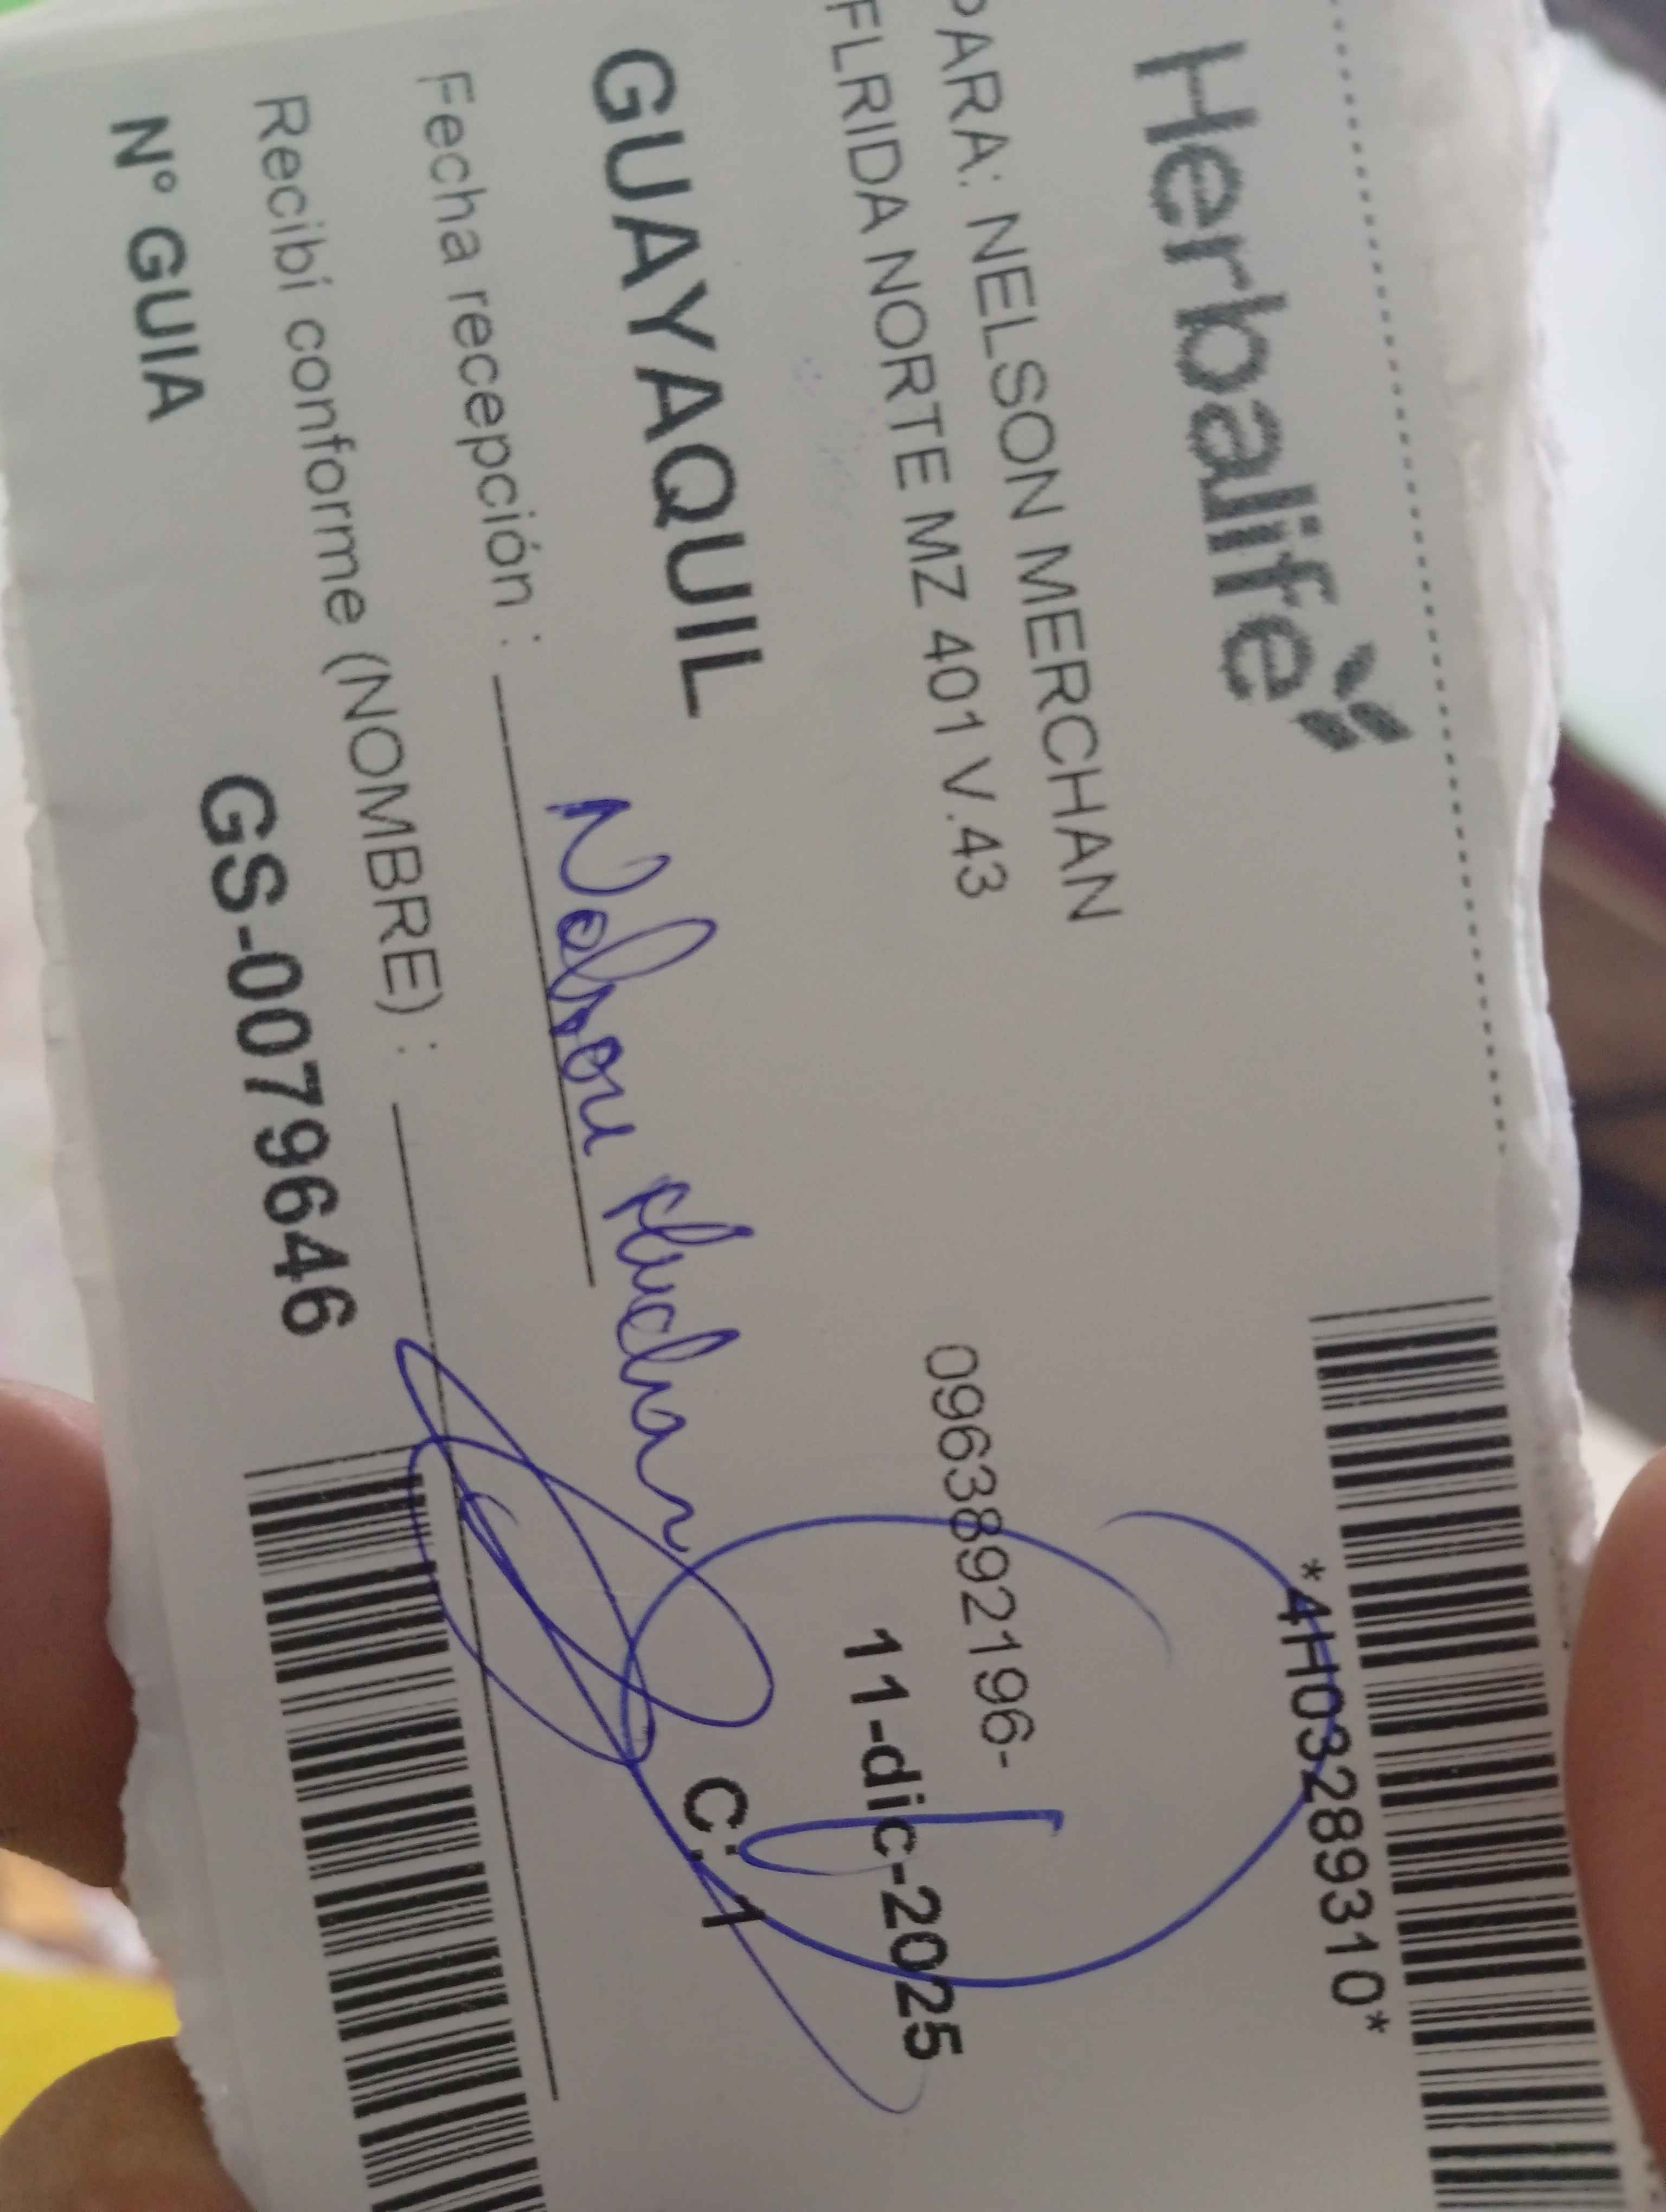 Herbalife
*4H03289310*
PARA: NELSON MERCHAN
FLRIDA NORTE MZ 401 V.43
0963892196-
11-dic-2025
GUAYAQUIL
C: 1
Fecha recepción :
Nelson Merchan
Recibí conforme (NOMBRE) :
N° GUIA
GS-0079646